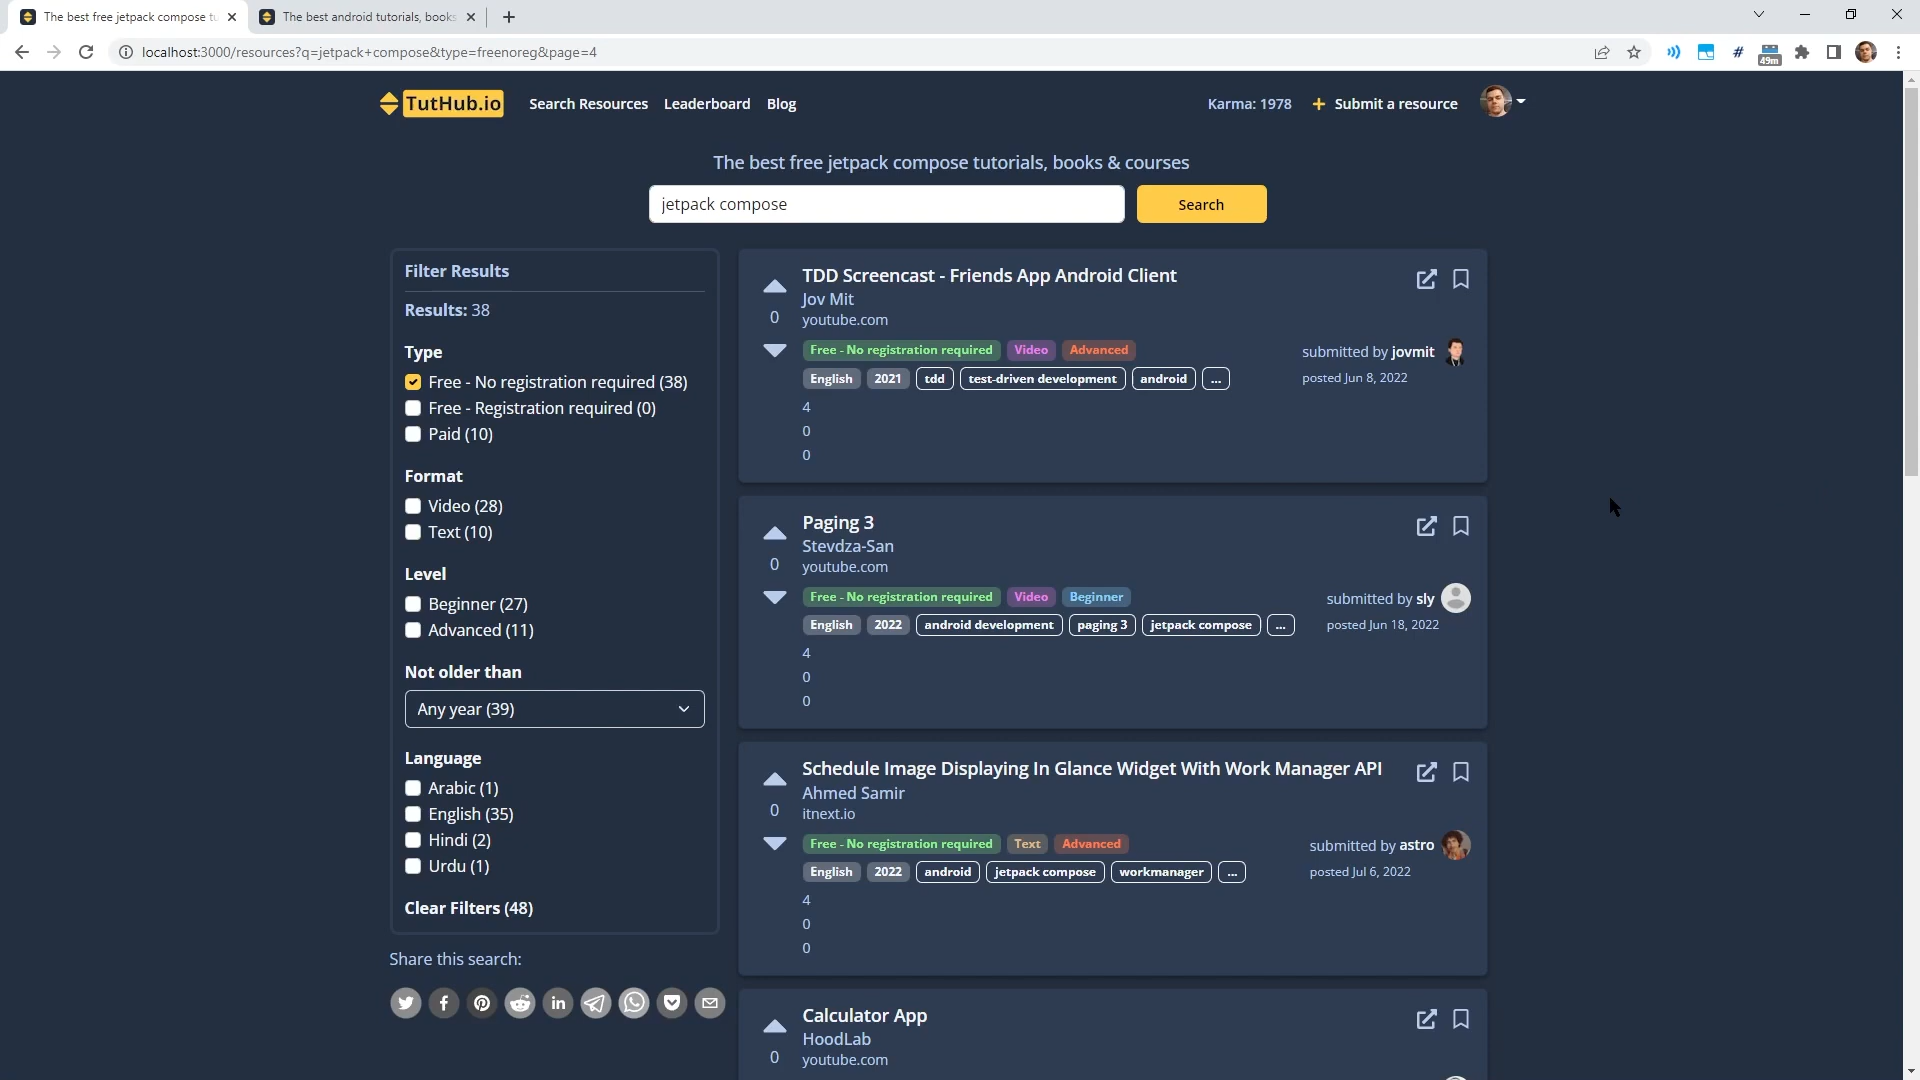 The best free jetpack compose tu
The best android tutorials, books
localhost:3000/resources?q=jetpack+compose&type=freenoreg&page=4
49m
TutHub.io
Search Resources
Leaderboard
Blog
Karma: 1978
+ Submit a resource
The best free jetpack compose tutorials, books & courses
jetpack compose
Search
Filter Results
Results: 38
Type
Free - No registration required (38)
Free - Registration required (0)
Paid (10)
Format
Video (28)
Text (10)
Level
Beginner (27)
Advanced (11)
Not older than
Any year (39)
Language
Arabic (1)
English (35)
Hindi (2)
Urdu (1)
Clear Filters (48)
Share this search:
TDD Screencast - Friends App Android Client
Jov Mit
0
youtube.com
Free - No registration required Video Advanced
submitted by jovmit
English 2021 tdd test-driven development android ...
posted Jun 8, 2022
4
0
0
Paging 3
Stevdza-San
0
youtube.com
Free - No registration required Video Beginner
submitted by sly
English 2022 android development paging 3 jetpack compose ...
posted Jun 18, 2022
4
0
0
Schedule Image Displaying In Glance Widget With Work Manager API
Ahmed Samir
0
itnext.io
Free - No registration required Text Advanced
submitted by astro
English 2022 android jetpack compose workmanager ...
posted Jul 6, 2022
4
0
0
Calculator App
HoodLab
0
youtube.com